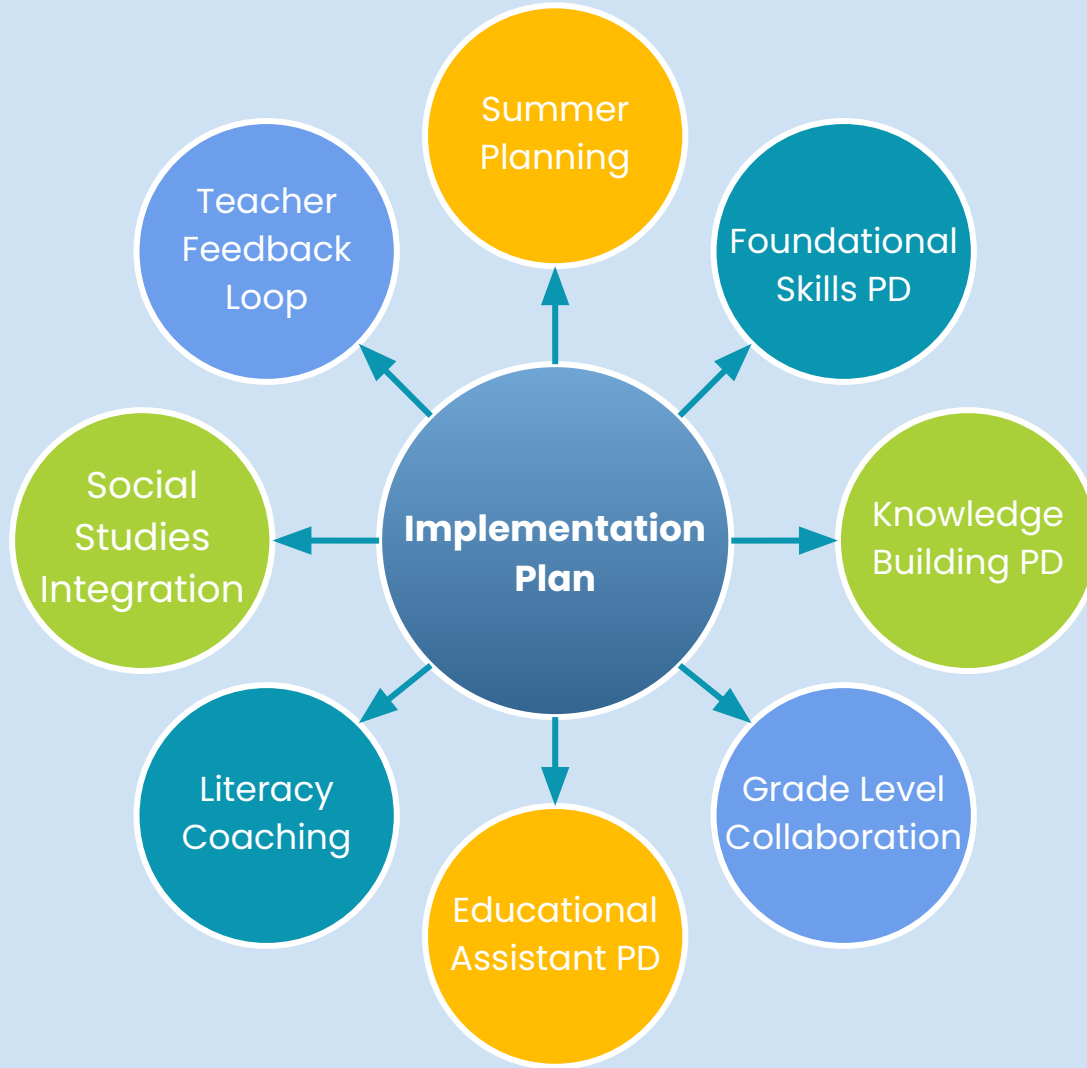 Summer
Planning
Foundational
Skills PD
Knowledge
Building PD
Grade Level
Collaboration
Educational
Assistant PD
Literacy
Coaching
Social
Studies
Integration
Teacher
Feedback
Loop
Implementation
Plan